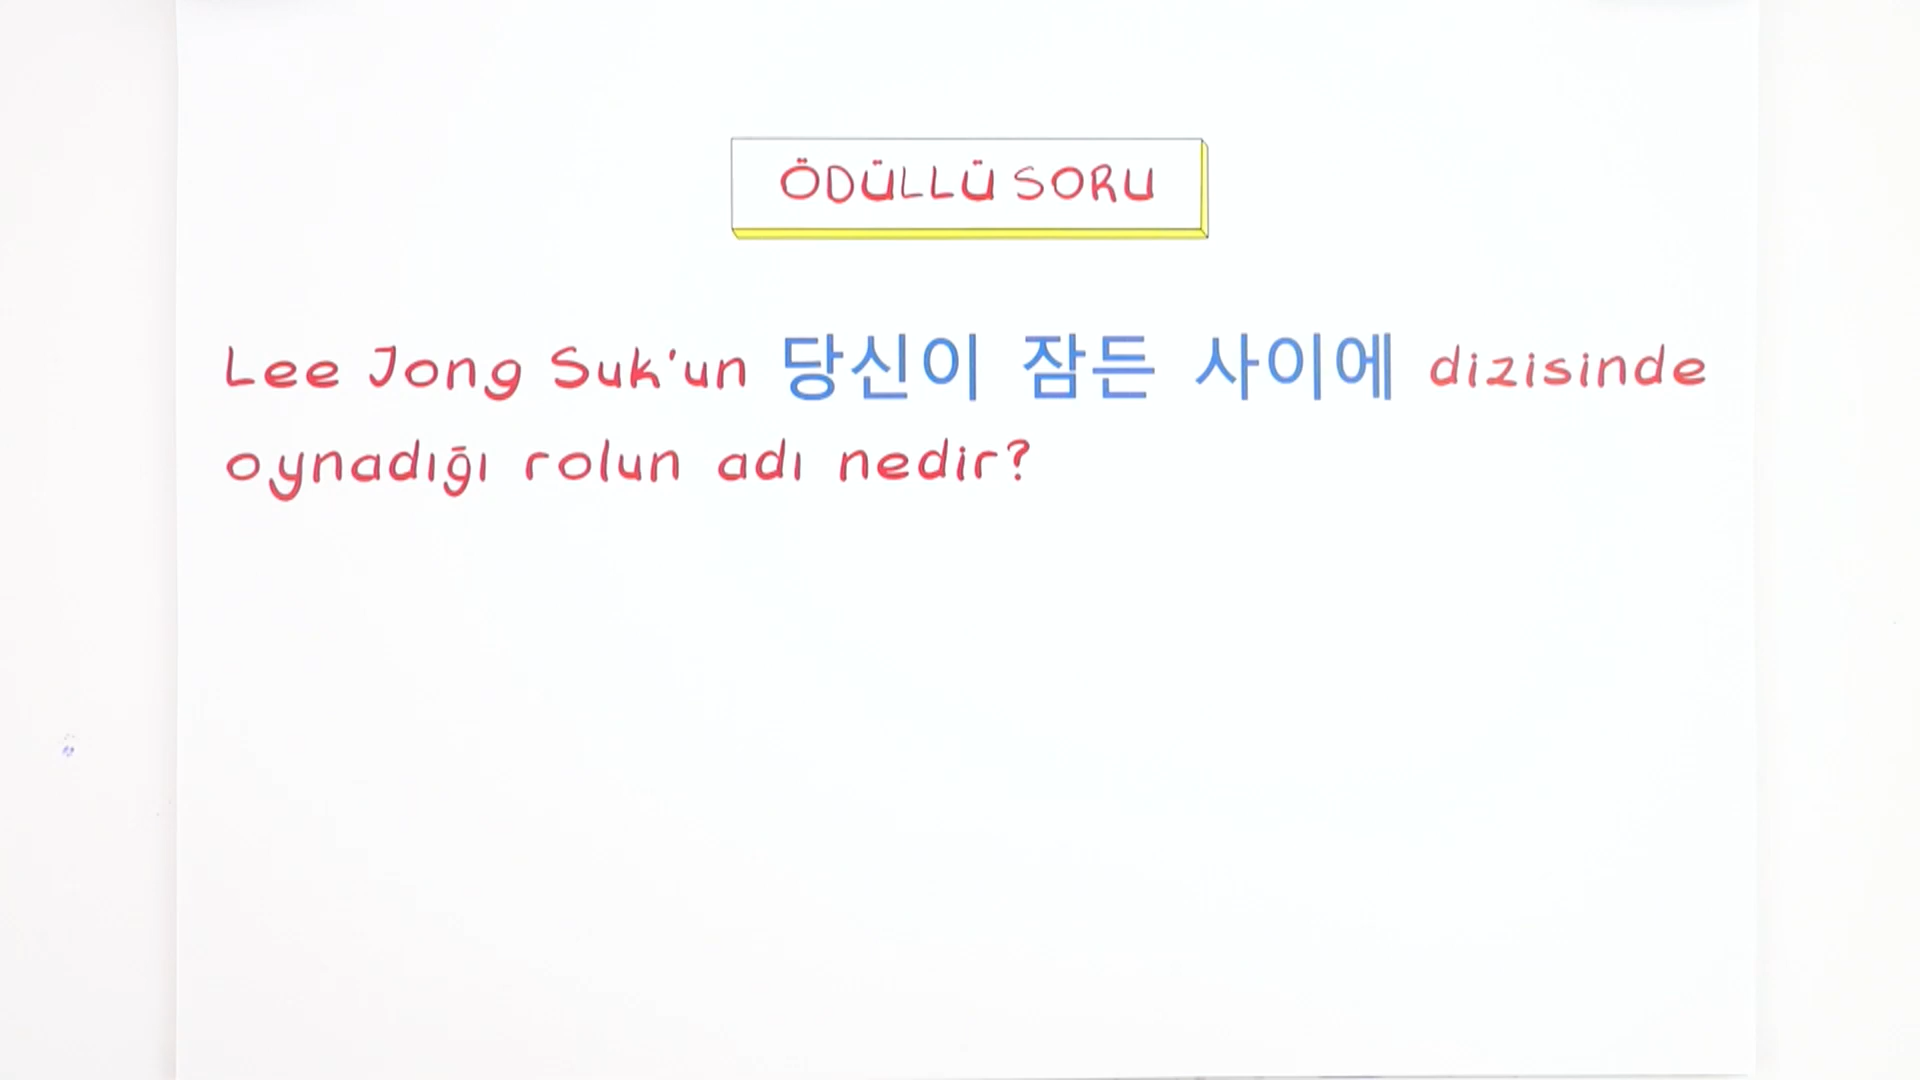 ÖDÜLLÜ SORU
Lee Jong Suk'un 당신이 잠든 사이에 dizisinde
oynadığı rolun adı nedir?